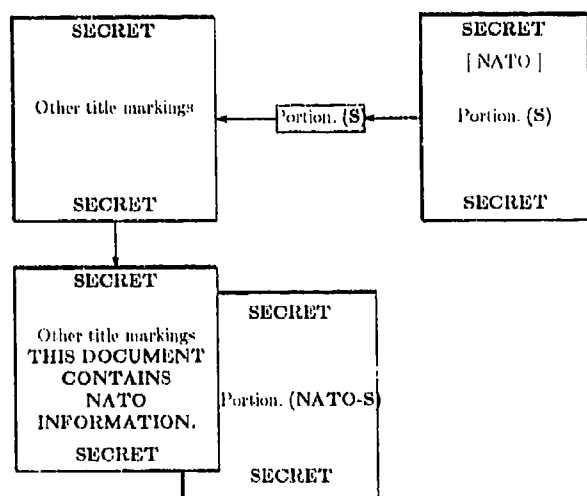 SECRET
Other title markings
SECRET
Portion. (S)
SECRET
[ NATO ]
Portion. (S)
SECRET
SECRET
Other title markings
THIS DOCUMENT
CONTAINS
NATO
INFORMATION.
SECRET
SECRET
Portion. (NATO-S)
SECRET